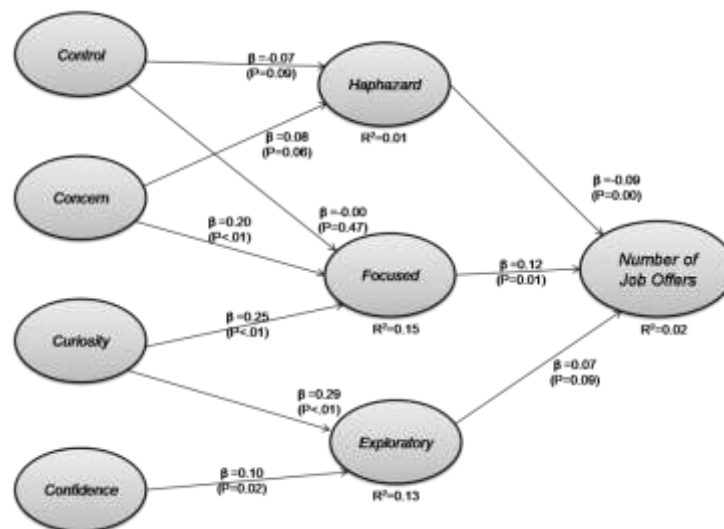 Control
β =-0.07
(P=0.09)
Haphazard
R²=0.01
β =0.08
(P=0.06)
Concern
β =-0.09
(P=0.00)
β =-0.00
(P=0.47)
β =0.20
(P<.01)
Focused
R²=0.15
β =0.12
(P=0.01)
Number of
Job Offers
R²=0.02
β =0.25
(P<.01)
Curiosity
β =0.07
(P=0.09)
β =0.29
(P<.01)
Exploratory
R²=0.13
β =0.10
(P=0.02)
Confidence